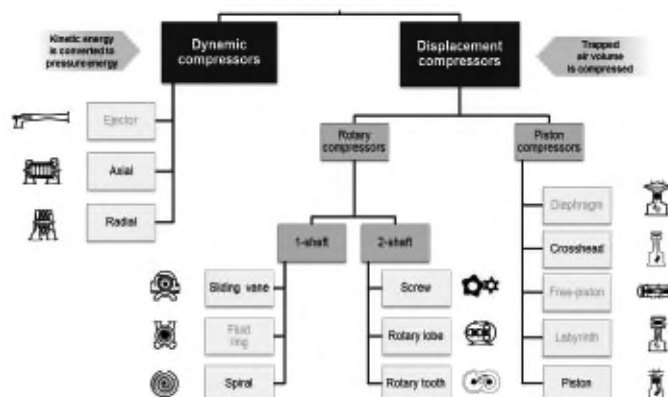 Kinetic energy
is converted to
pressure energy
Dynamic
compressors
Displacement
compressors
Trapped
air volume
is compressed
Ejector
Axial
Radial
Rotary
compressors
Piston
compressors
1-shaft
2-shaft
Sliding vane
Fluid
ring
Spiral
Screw
Rotary lobe
Rotary tooth
Diaphragm
Crosshead
Free-piston
Labyrinth
Piston